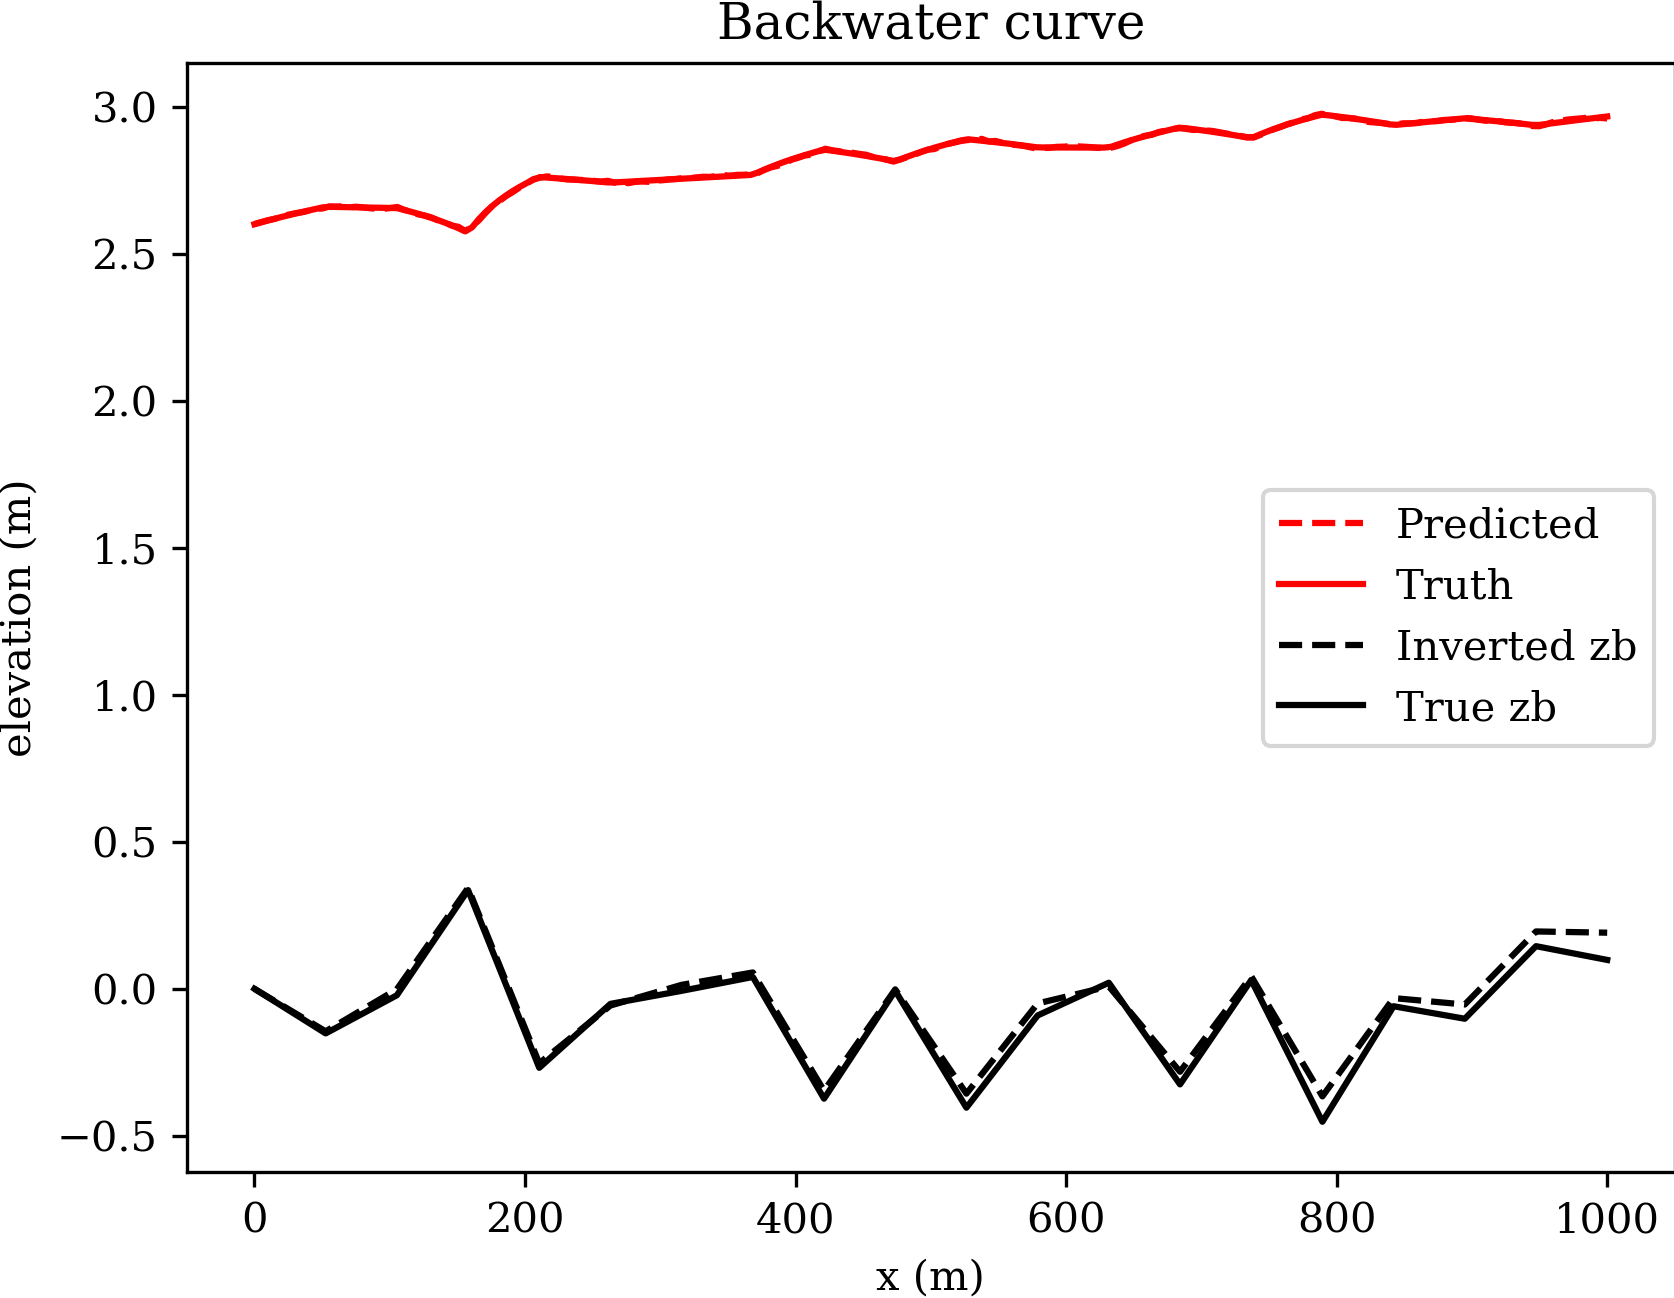 Backwater curve
3.0
2.5
2.0
1.5
1.0
0.5
0.0
−0.5
elevation (m)
Predicted
Truth
Inverted zb
True zb
0
200
400
600
800
1000
x (m)